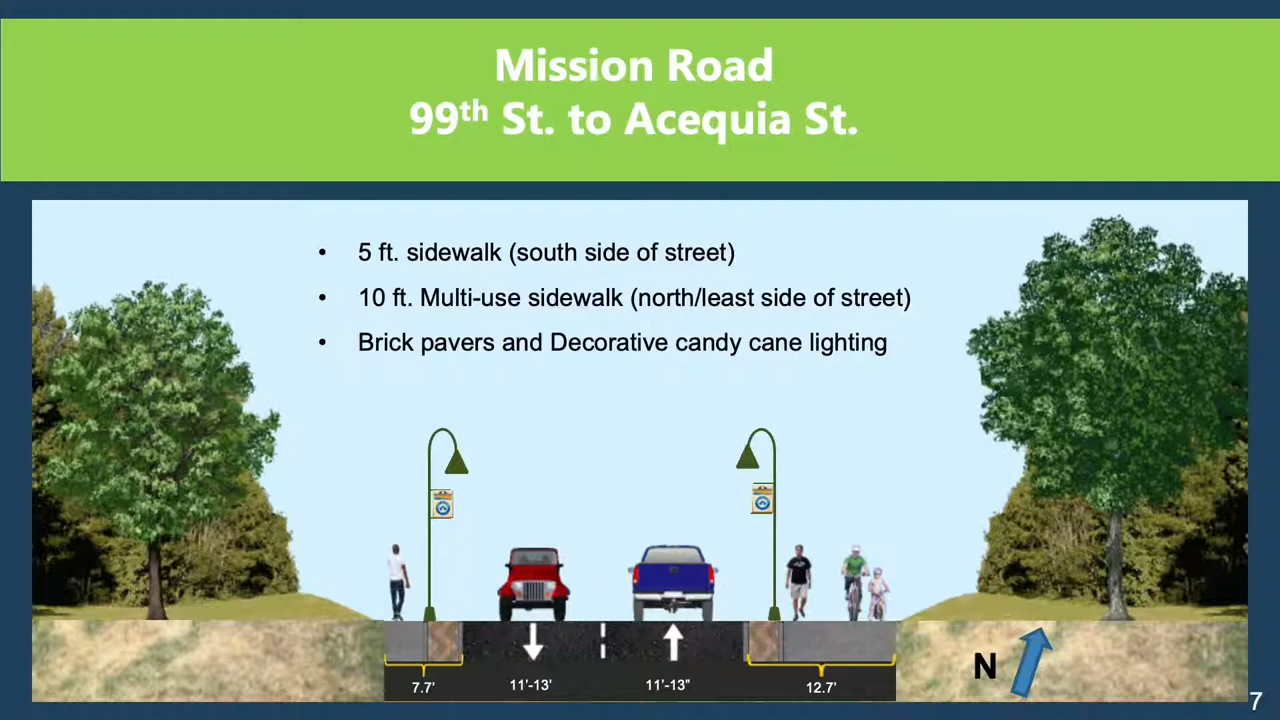 Mission Road
99th St. to Acequia St.
• 5 ft. sidewalk (south side of street)
• 10 ft. Multi-use sidewalk (north/least side of street)
• Brick pavers and Decorative candy cane lighting
N
7.7’
11’-13’
11’-13”
12.7’
7